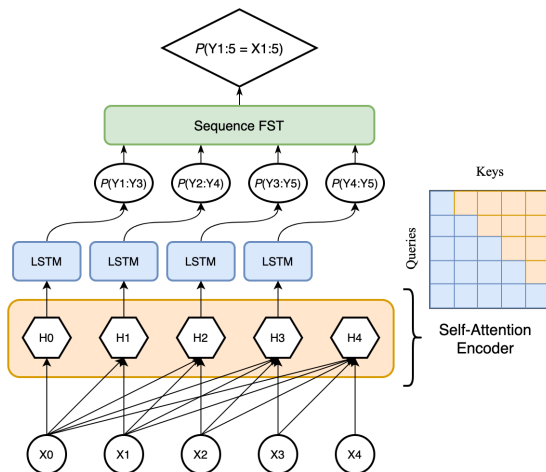 P(Y1:5 = X1:5)
Sequence FST
P(Y1:Y3)
P(Y2:Y4)
P(Y3:Y5)
P(Y4:Y5)
LSTM
LSTM
LSTM
LSTM
H0
H1
H2
H3
H4
X0
X1
X2
X3
X4
Keys
Queries
Self-Attention
Encoder